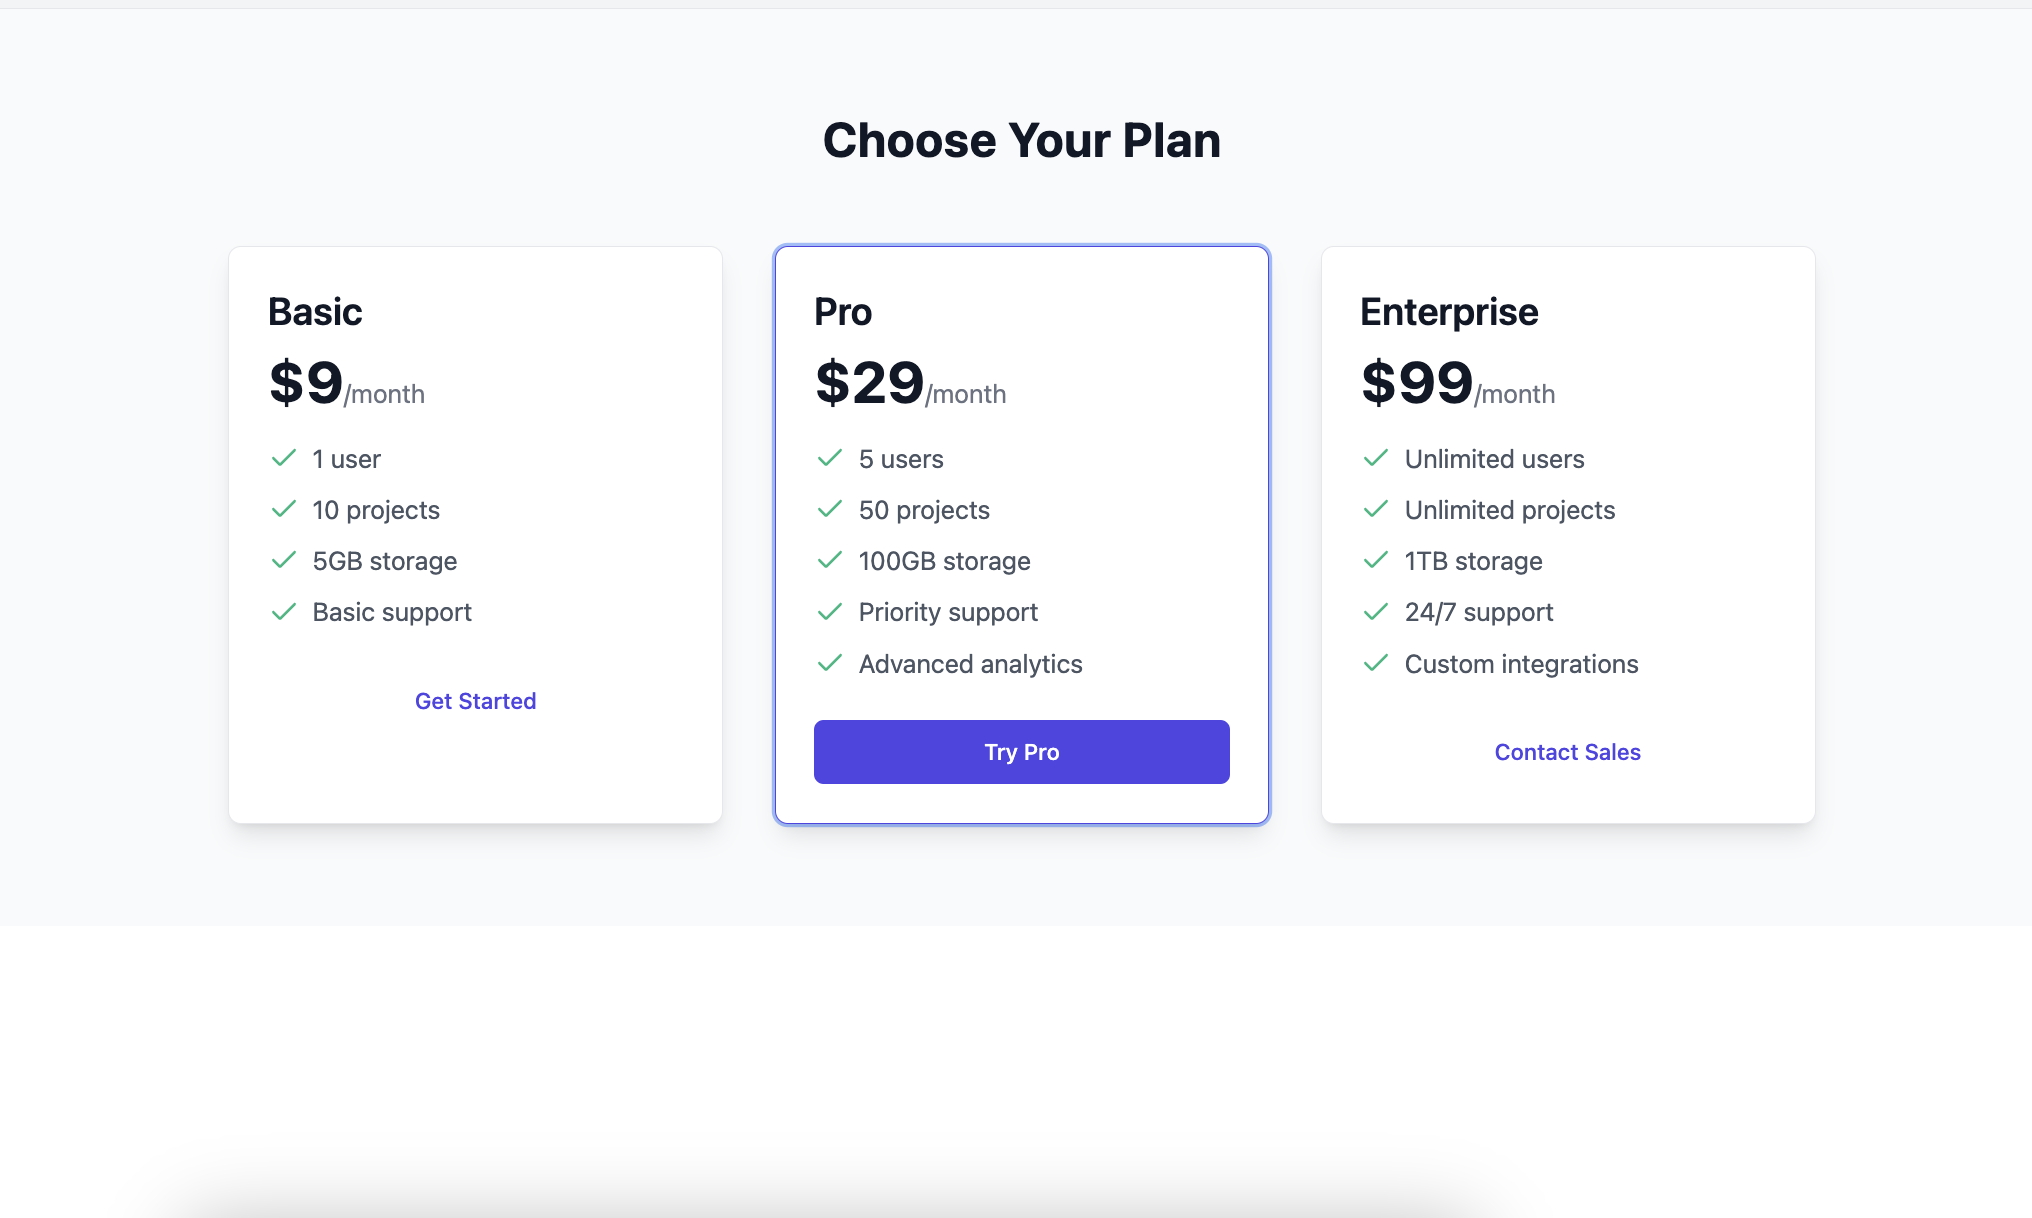 Choose Your Plan
Basic
$9/month
1 user
10 projects
5GB storage
Basic support
Get Started
Pro
$29/month
5 users
50 projects
100GB storage
Priority support
Advanced analytics
Try Pro
Enterprise
$99/month
Unlimited users
Unlimited projects
1TB storage
24/7 support
Custom integrations
Contact Sales